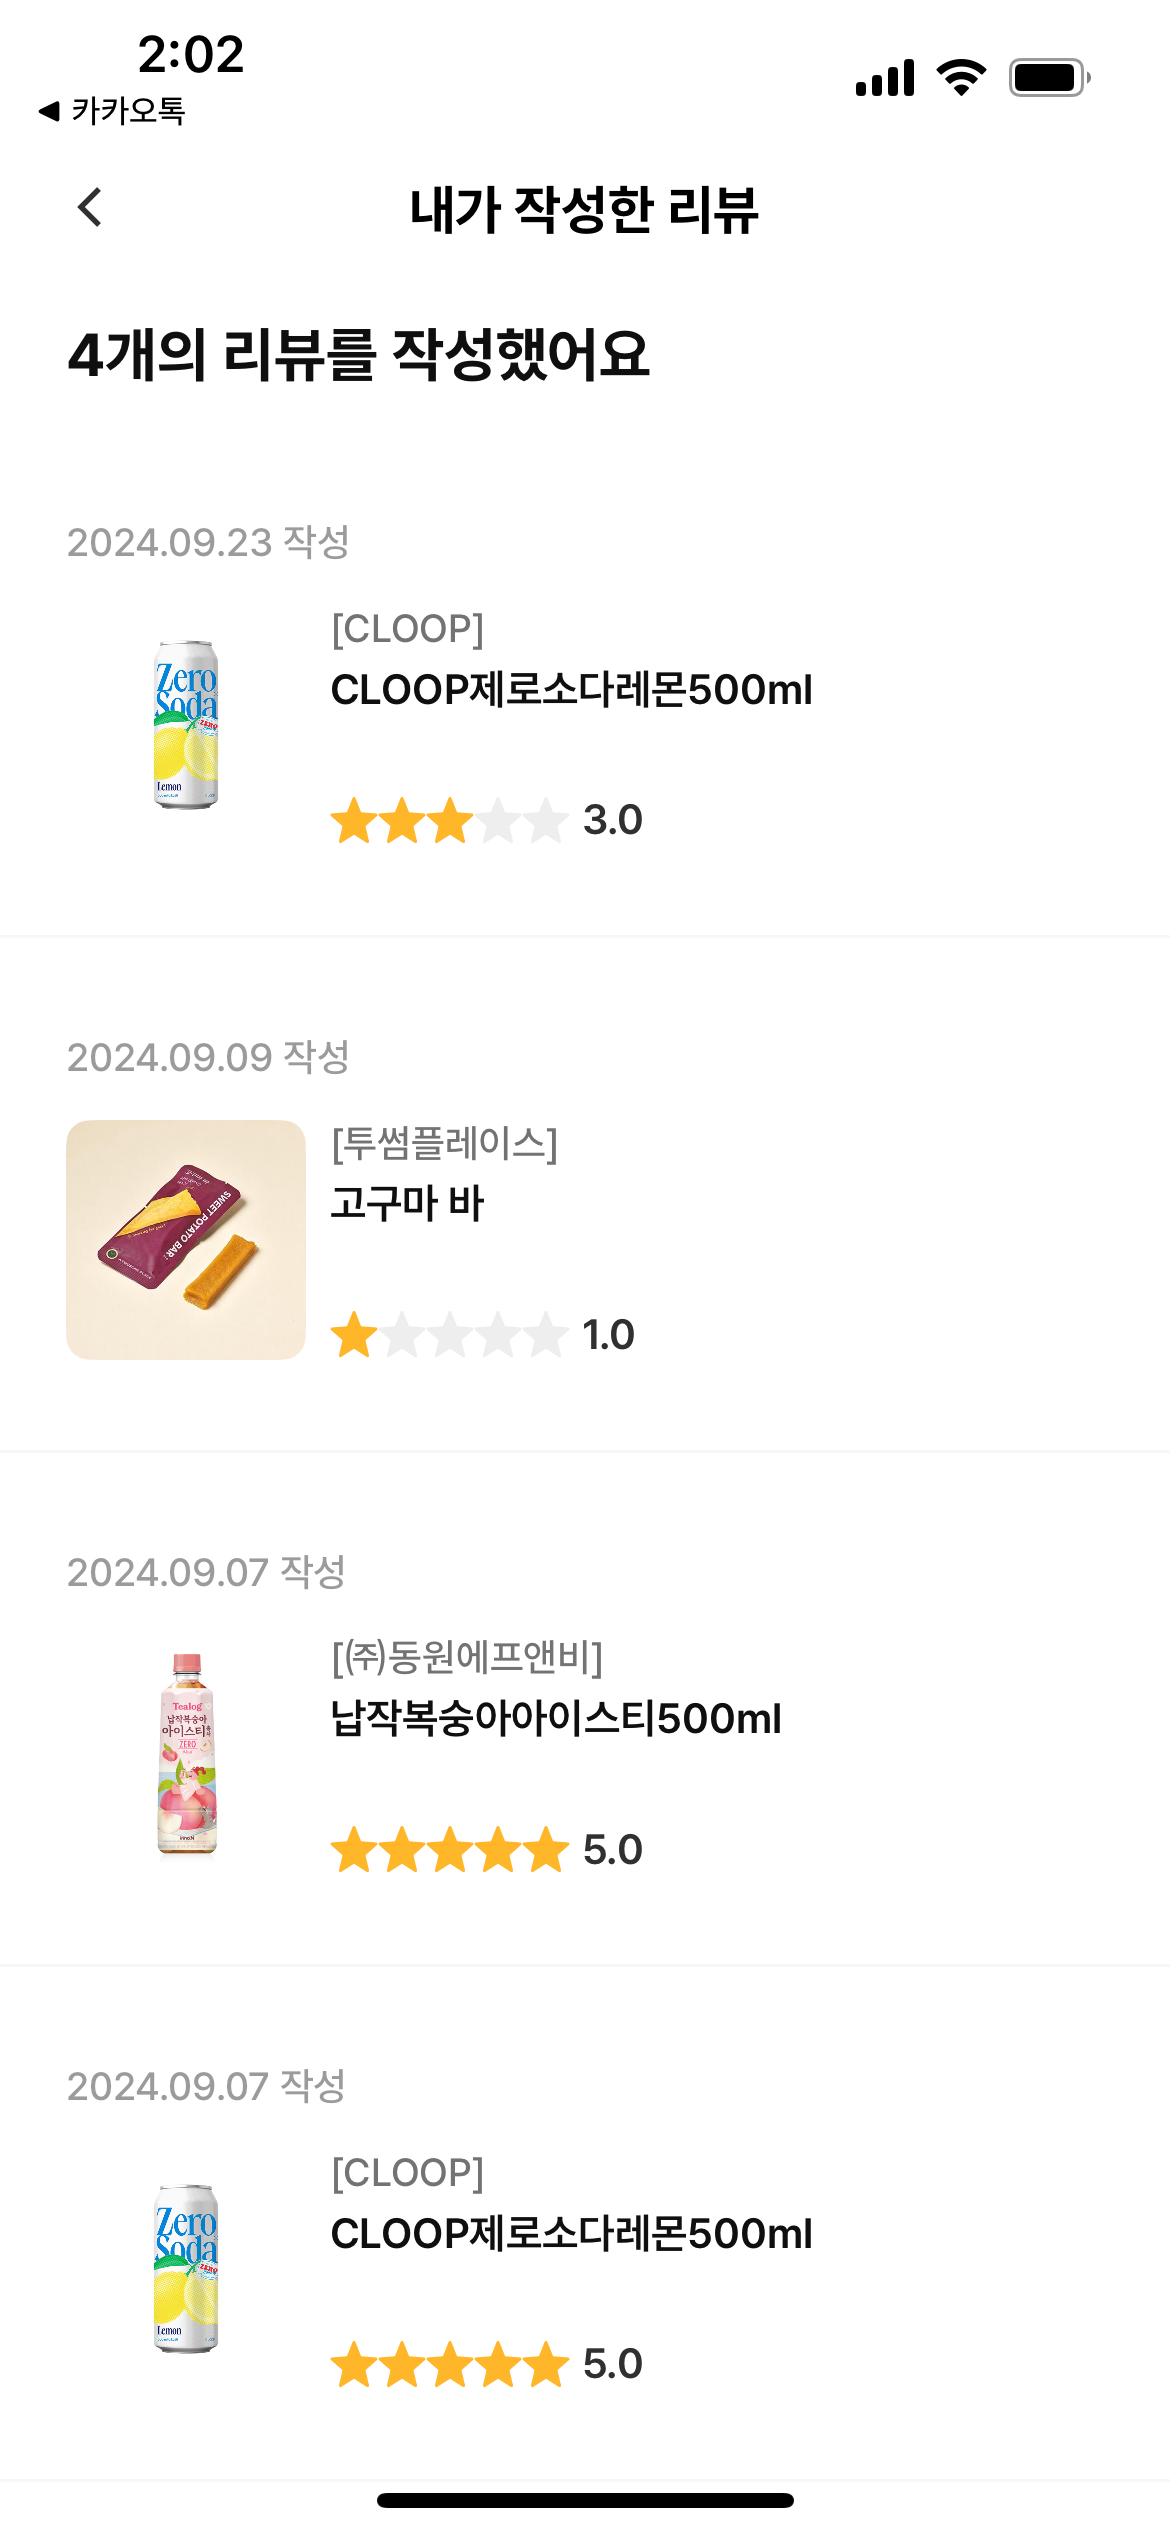 2:02
◀ 카카오톡
내가 작성한 리뷰
4개의 리뷰를 작성했어요
2024.09.23 작성
[CLOOP]
CLOOP제로소다레몬500ml
Zero
Soda
ZERO
Lemon
3.0
2024.09.09 작성
[투썸플레이스]
고구마 바
SWEET POTATO BAR
1.0
2024.09.07 작성
[㈜동원에프앤비]
납작복숭아아이스티500ml
Tealog
납작복숭아
아이스티
ZERO
5.0
2024.09.07 작성
[CLOOP]
CLOOP제로소다레몬500ml
Zero
Soda
ZERO
Lemon
5.0